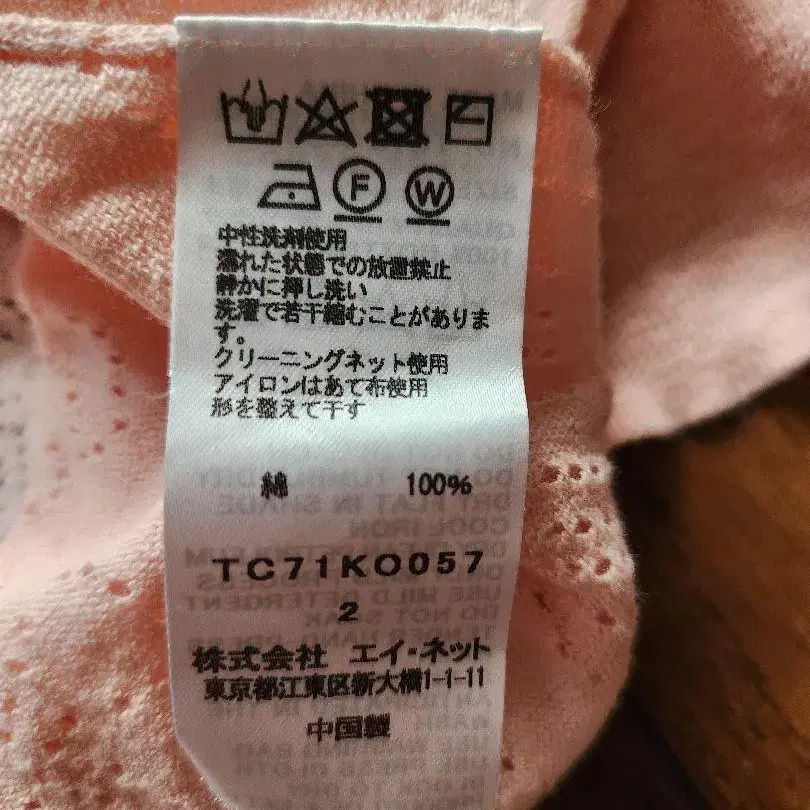 F W
中性洗剤使用
濡れた状態での放置禁止
静かに押し洗い
洗濯で若干縮むことがありま
す。
クリーニングネット使用
アイロンはあて布使用
形を整えて干す
綿 100%
TC71KO057
2
株式会社 エイ・ネット
東京都江東区新大橋1-1-11
中国製